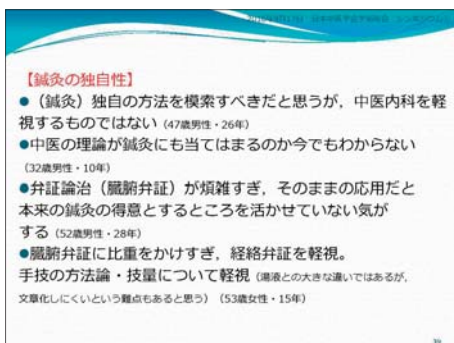 【鍼灸の独自性】
●（鍼灸）独自の方法を模索すべきだと思うが，中医内科を軽
視するものではない（47歳男性・26年）
●中医の理論が鍼灸にも当てはまるのか今でもわからない
（32歳男性・10年）
●弁証論治（臓腑弁証）が煩雑すぎ，そのままの応用だと
本来の鍼灸の得意とするところを活かせていない気が
する（52歳男性・28年）
●臓腑弁証に比重をかけすぎ，経絡弁証を軽視。
手技の方法論・技量について軽視（湯液との大きな違いではあるが，
文章化しにくいという難点もあると思う）（53歳女性・15年）